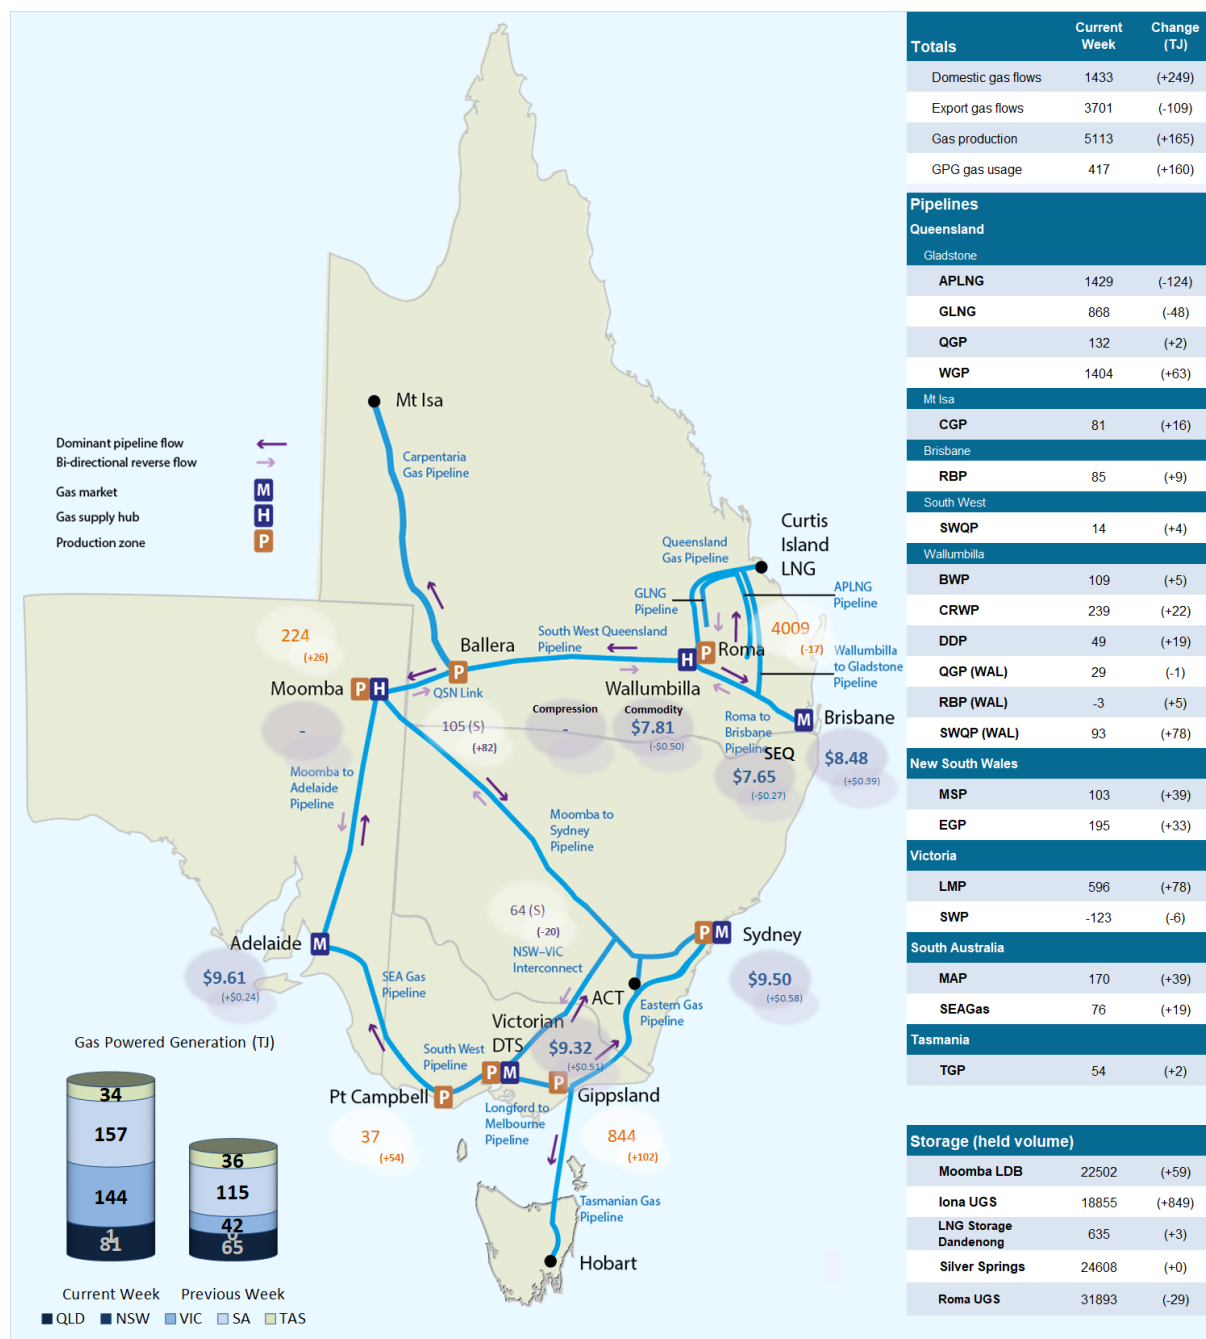 Mt Isa
Dominant pipeline flow
Bi-directional reverse flow
Gas market
M
Gas supply hub
H
Production zone
P
Carpentaria
Gas Pipeline
Curtis
Island
LNG
Queensland
Gas Pipeline
GLNG
Pipeline
APLNG
Pipeline
4009
(-17)
224
(+26)
Ballera
South West Queensland
Pipeline
P
H
P
Roma
Wallumbilla
to Gladstone
Pipeline
Moomba
P
H
QSN Link
Wallumbilla
Compression
Commodity
-
$7.81
(-$0.50)
Roma to
Brisbane
Pipeline
M
Brisbane
-
105 (S)
(+82)
SEQ
$7.65
(-$0.27)
$8.48
(+$0.39)
Moomba to
Adelaide
Pipeline
Moomba to
Sydney
Pipeline
64 (S)
(-20)
Adelaide
M
NSW–VIC
Interconnect
P
M
Sydney
$9.61
(+$0.24)
SEA Gas
Pipeline
$9.50
(+$0.58)
ACT
Eastern Gas
Pipeline
Victorian
DTS
$9.32
(+$0.51)
South West
Pipeline
P
M
P
Gippsland
Pt Campbell
P
Longford to
Melbourne
Pipeline
37
(+54)
844
(+102)
Tasmanian Gas
Pipeline
Hobart
Gas Powered Generation (TJ)
34
157
144
1
81
36
115
42
65
Current Week
Previous Week
QLD
NSW
VIC
SA
TAS
Totals Current Week Change (TJ)
Domestic gas flows 1433 (+249)
Export gas flows 3701 (-109)
Gas production 5113 (+165)
GPG gas usage 417 (+160)
Pipelines
Queensland
Gladstone
APLNG 1429 (-124)
GLNG 868 (-48)
QGP 132 (+2)
WGP 1404 (+63)
Mt Isa
CGP 81 (+16)
Brisbane
RBP 85 (+9)
South West
SWQP 14 (+4)
Wallumbilla
BWP 109 (+5)
CRWP 239 (+22)
DDP 49 (+19)
QGP (WAL) 29 (-1)
RBP (WAL) -3 (+5)
SWQP (WAL) 93 (+78)
New South Wales
MSP 103 (+39)
EGP 195 (+33)
Victoria
LMP 596 (+78)
SWP -123 (-6)
South Australia
MAP 170 (+39)
SEAGas 76 (+19)
Tasmania
TGP 54 (+2)
Storage (held volume)
Moomba LDB 22502 (+59)
Iona UGS 18855 (+849)
LNG Storage
Dandenong 635 (+3)
Silver Springs 24608 (+0)
Roma UGS 31893 (-29)